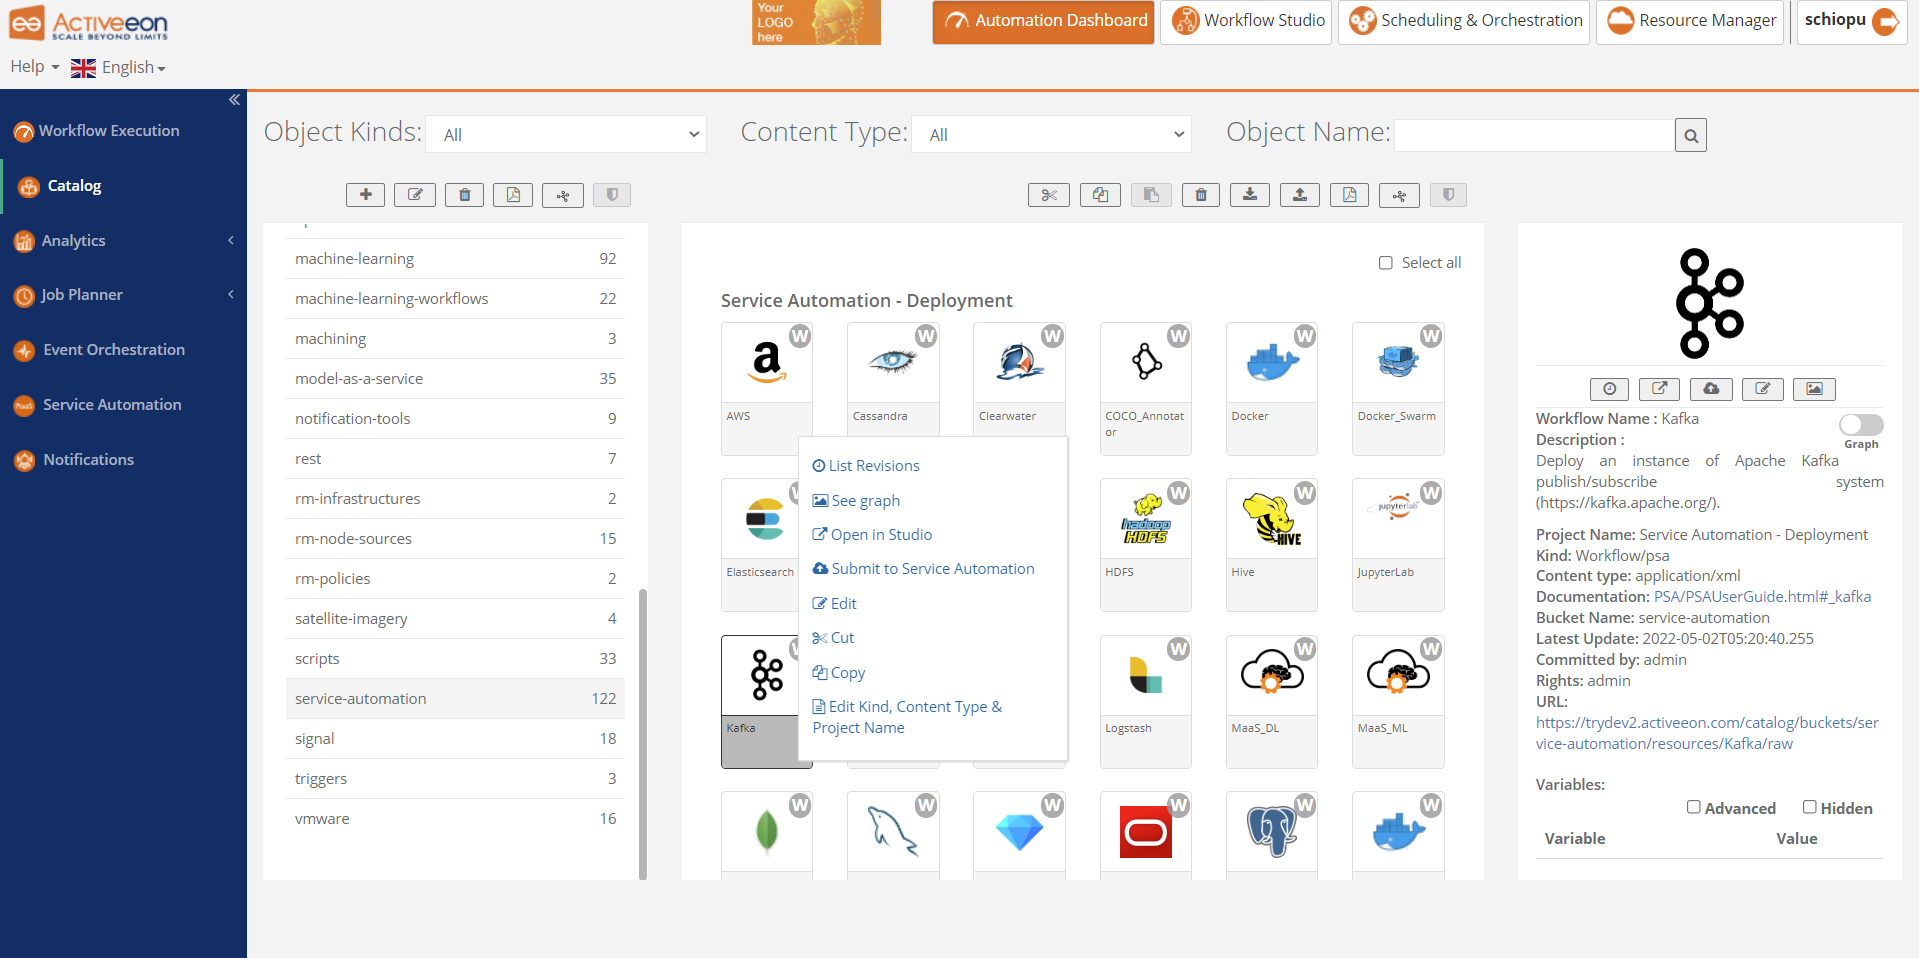 Activeeon
SCALE BEYOND LIMITS
Your
LOGO
here
Automation Dashboard
Workflow Studio
Scheduling & Orchestration
Resource Manager
schiopu
Help
English
Workflow Execution
Catalog
Analytics
Job Planner
Event Orchestration
PaaS
Service Automation
Notifications
Object Kinds: All
Content Type: All
Object Name:
machine-learning 92
machine-learning-workflows 22
machining 3
model-as-a-service 35
notification-tools 9
rest 7
rm-infrastructures 2
rm-node-sources 15
rm-policies 2
satellite-imagery 4
scripts 33
service-automation 122
signal 18
triggers 3
vmware 16
Select all
Service Automation - Deployment
W W W W W W
AWS
Cassandra
Clearwater
COCO_Annotat
or
Docker
Docker_Swarm
W W W
hadoop
HDFS
HIVE
jupyterlab
Elasticsearch
HDFS
Hive
JupyterLab
W W W
Kafka
Logstash
MaaS_DL
MaaS_ML
W W W W W W
List Revisions
See graph
Open in Studio
Submit to Service Automation
Edit
Cut
Copy
Edit Kind, Content Type &
Project Name
Workflow Name : Kafka
Graph
Description :
Deploy an instance of Apache Kafka
publish/subscribe system
(https://kafka.apache.org/).
Project Name: Service Automation - Deployment
Kind: Workflow/psa
Content type: application/xml
Documentation: PSA/PSAUserGuide.html#_kafka
Bucket Name: service-automation
Latest Update: 2022-05-02T05:20:40.255
Committed by: admin
Rights: admin
URL:
https://trydev2.activeeon.com/catalog/buckets/ser
vice-automation/resources/Kafka/raw
Variables:
Advanced Hidden
Variable Value